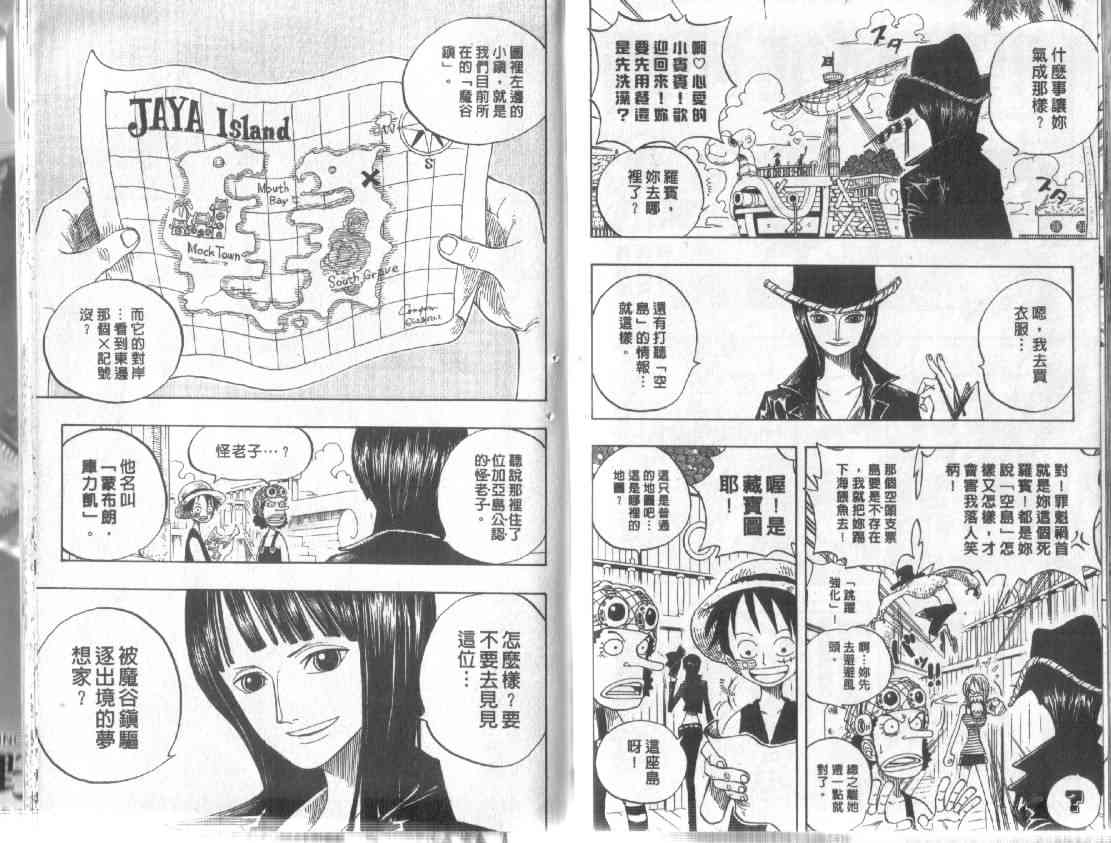 什麼事讓妳
氣成那樣？
ズタ
啊♡心愛的
小賓賓！歡
迎回來！妳
要先用餐還
是先洗澡？
羅賓，
妳去哪
裡了？
ズタ
嗯，我去買
衣服…
還有打聽「空
島」的情報…
就這樣。
對！罪魁禍首
就是妳這個死
羅賓！都是妳
說「空島」怎
樣又怎樣，才
會害我落人笑
柄！
那個空頭支票
島要是不存在
，我就把妳踢
下海餵魚去！
「跳躍
強化」！
啊…妳先
去避避風
頭。
總之離她
遠一點就
對了。
？
喔！是
藏寶圖
耶！
這只是普通
的地圖吧…
這是哪裡的
地圖？
這座島
呀！
圖裡左邊的
小鎮，就是
我們目前所
在的「魔谷
鎮」。
JAYA Island
W
S
Mouth
Bay
Mock Town
South Grave
而它的對岸
…看到東邊
那個×記號
沒？
聽說那裡住了
一位加亞島公認
的怪老子。
怪老子…？
他名叫
「蒙布朗，
庫力凱」。
怎麼樣？要
不要去見見
這位…
被魔谷鎮驅
逐出境的夢
想家？